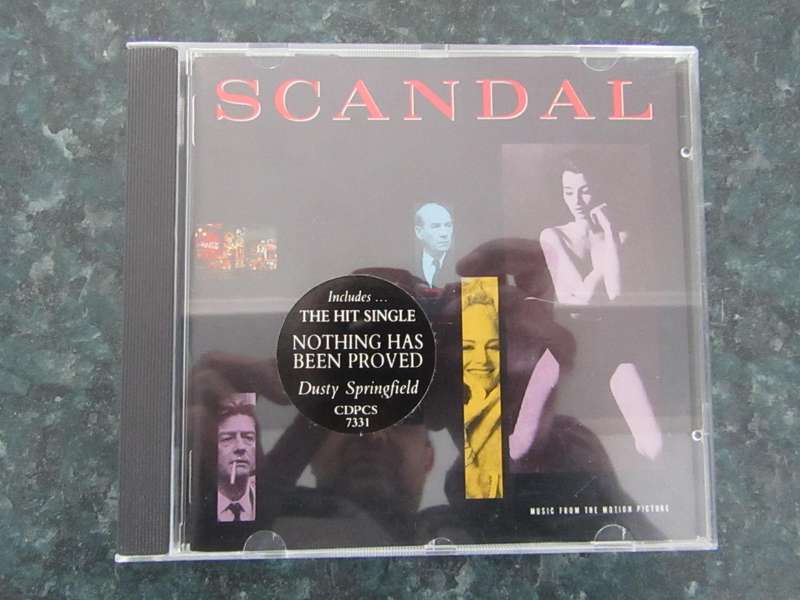 SCANDAL
Includes ...
THE HIT SINGLE
NOTHING HAS
BEEN PROVED
Dusty Springfield
CDPCS
7331
MUSIC FROM THE MOTION PICTURE